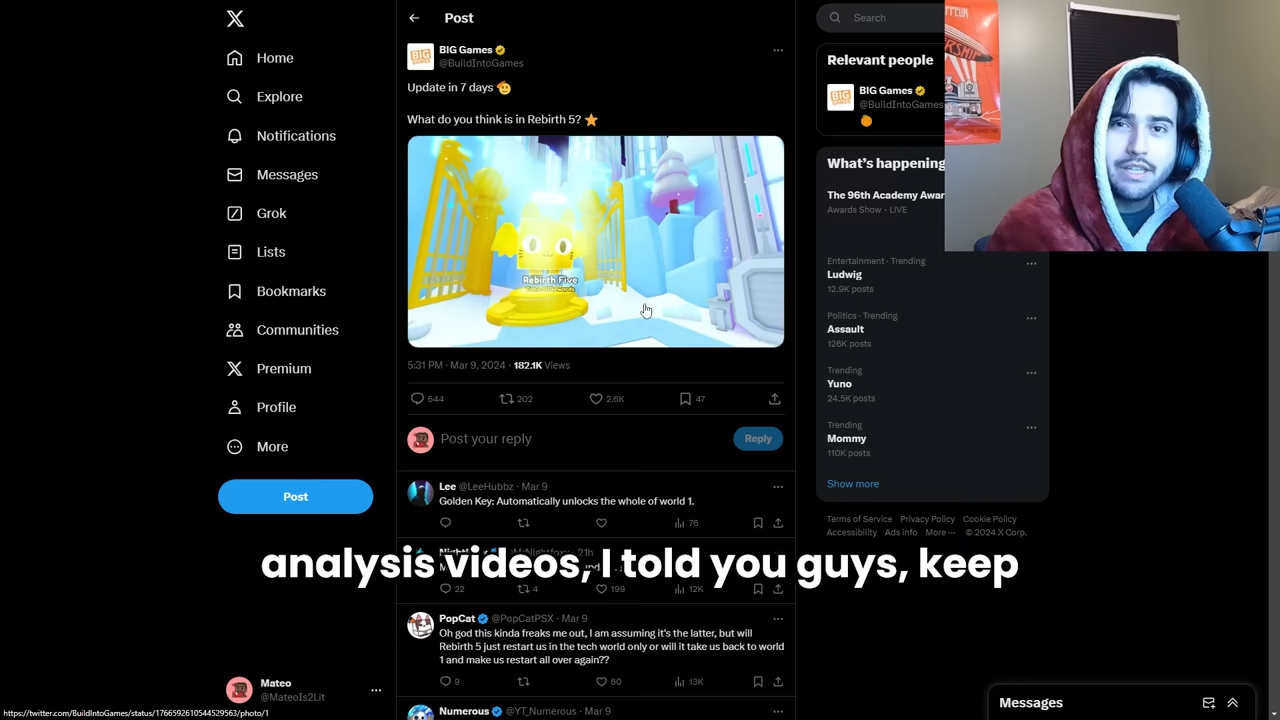 Home
Explore
Notifications
Messages
Grok
Lists
Bookmarks
Communities
Premium
Profile
More
Post
Mateo
@MateoIs2Lit
https://twitter.com/BuildIntoGames/status/1766592610544529563/photo/1
Post
BIG Games
@BuildIntoGames
Update in 7 days
What do you think is in Rebirth 5?
Rebirth Five
5:31 PM · Mar 9, 2024 · 182.1K Views
644
202
2.6K
47
Post your reply
Reply
Lee @LeeHubbz · Mar 9
Golden Key: Automatically unlocks the whole of world 1.
76
analysis videos, I told you guys, keep
22
4
199
12K
PopCat @PopCatPSX · Mar 9
Oh god this kinda freaks me out, I am assuming it's the latter, but will
Rebirth 5 just restart us in the tech world only or will it take us back to world
1 and make us restart all over again??
9
60
13K
Numerous @YT_Numerous · Mar 9
Search
Relevant people
BIG Games
@BuildIntoGames
What's happening
The 96th Academy Awar
Awards Show · LIVE
Entertainment · Trending
Ludwig
12.9K posts
Politics · Trending
Assault
126K posts
Trending
Yuno
24.5K posts
Trending
Mommy
110K posts
Show more
Terms of Service Privacy Policy Cookie Policy
Accessibility Ads info More ··· © 2024 X Corp.
Messages